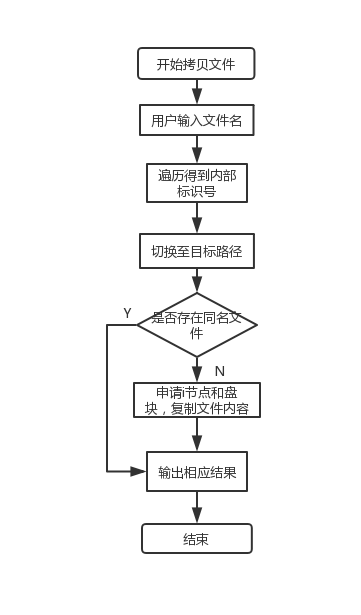 开始拷贝文件
用户输入文件名
遍历得到内部
标识号
切换至目标路径
是否存在同名文
件
Y
N
申请i节点和盘
块，复制文件内容
输出相应结果
结束